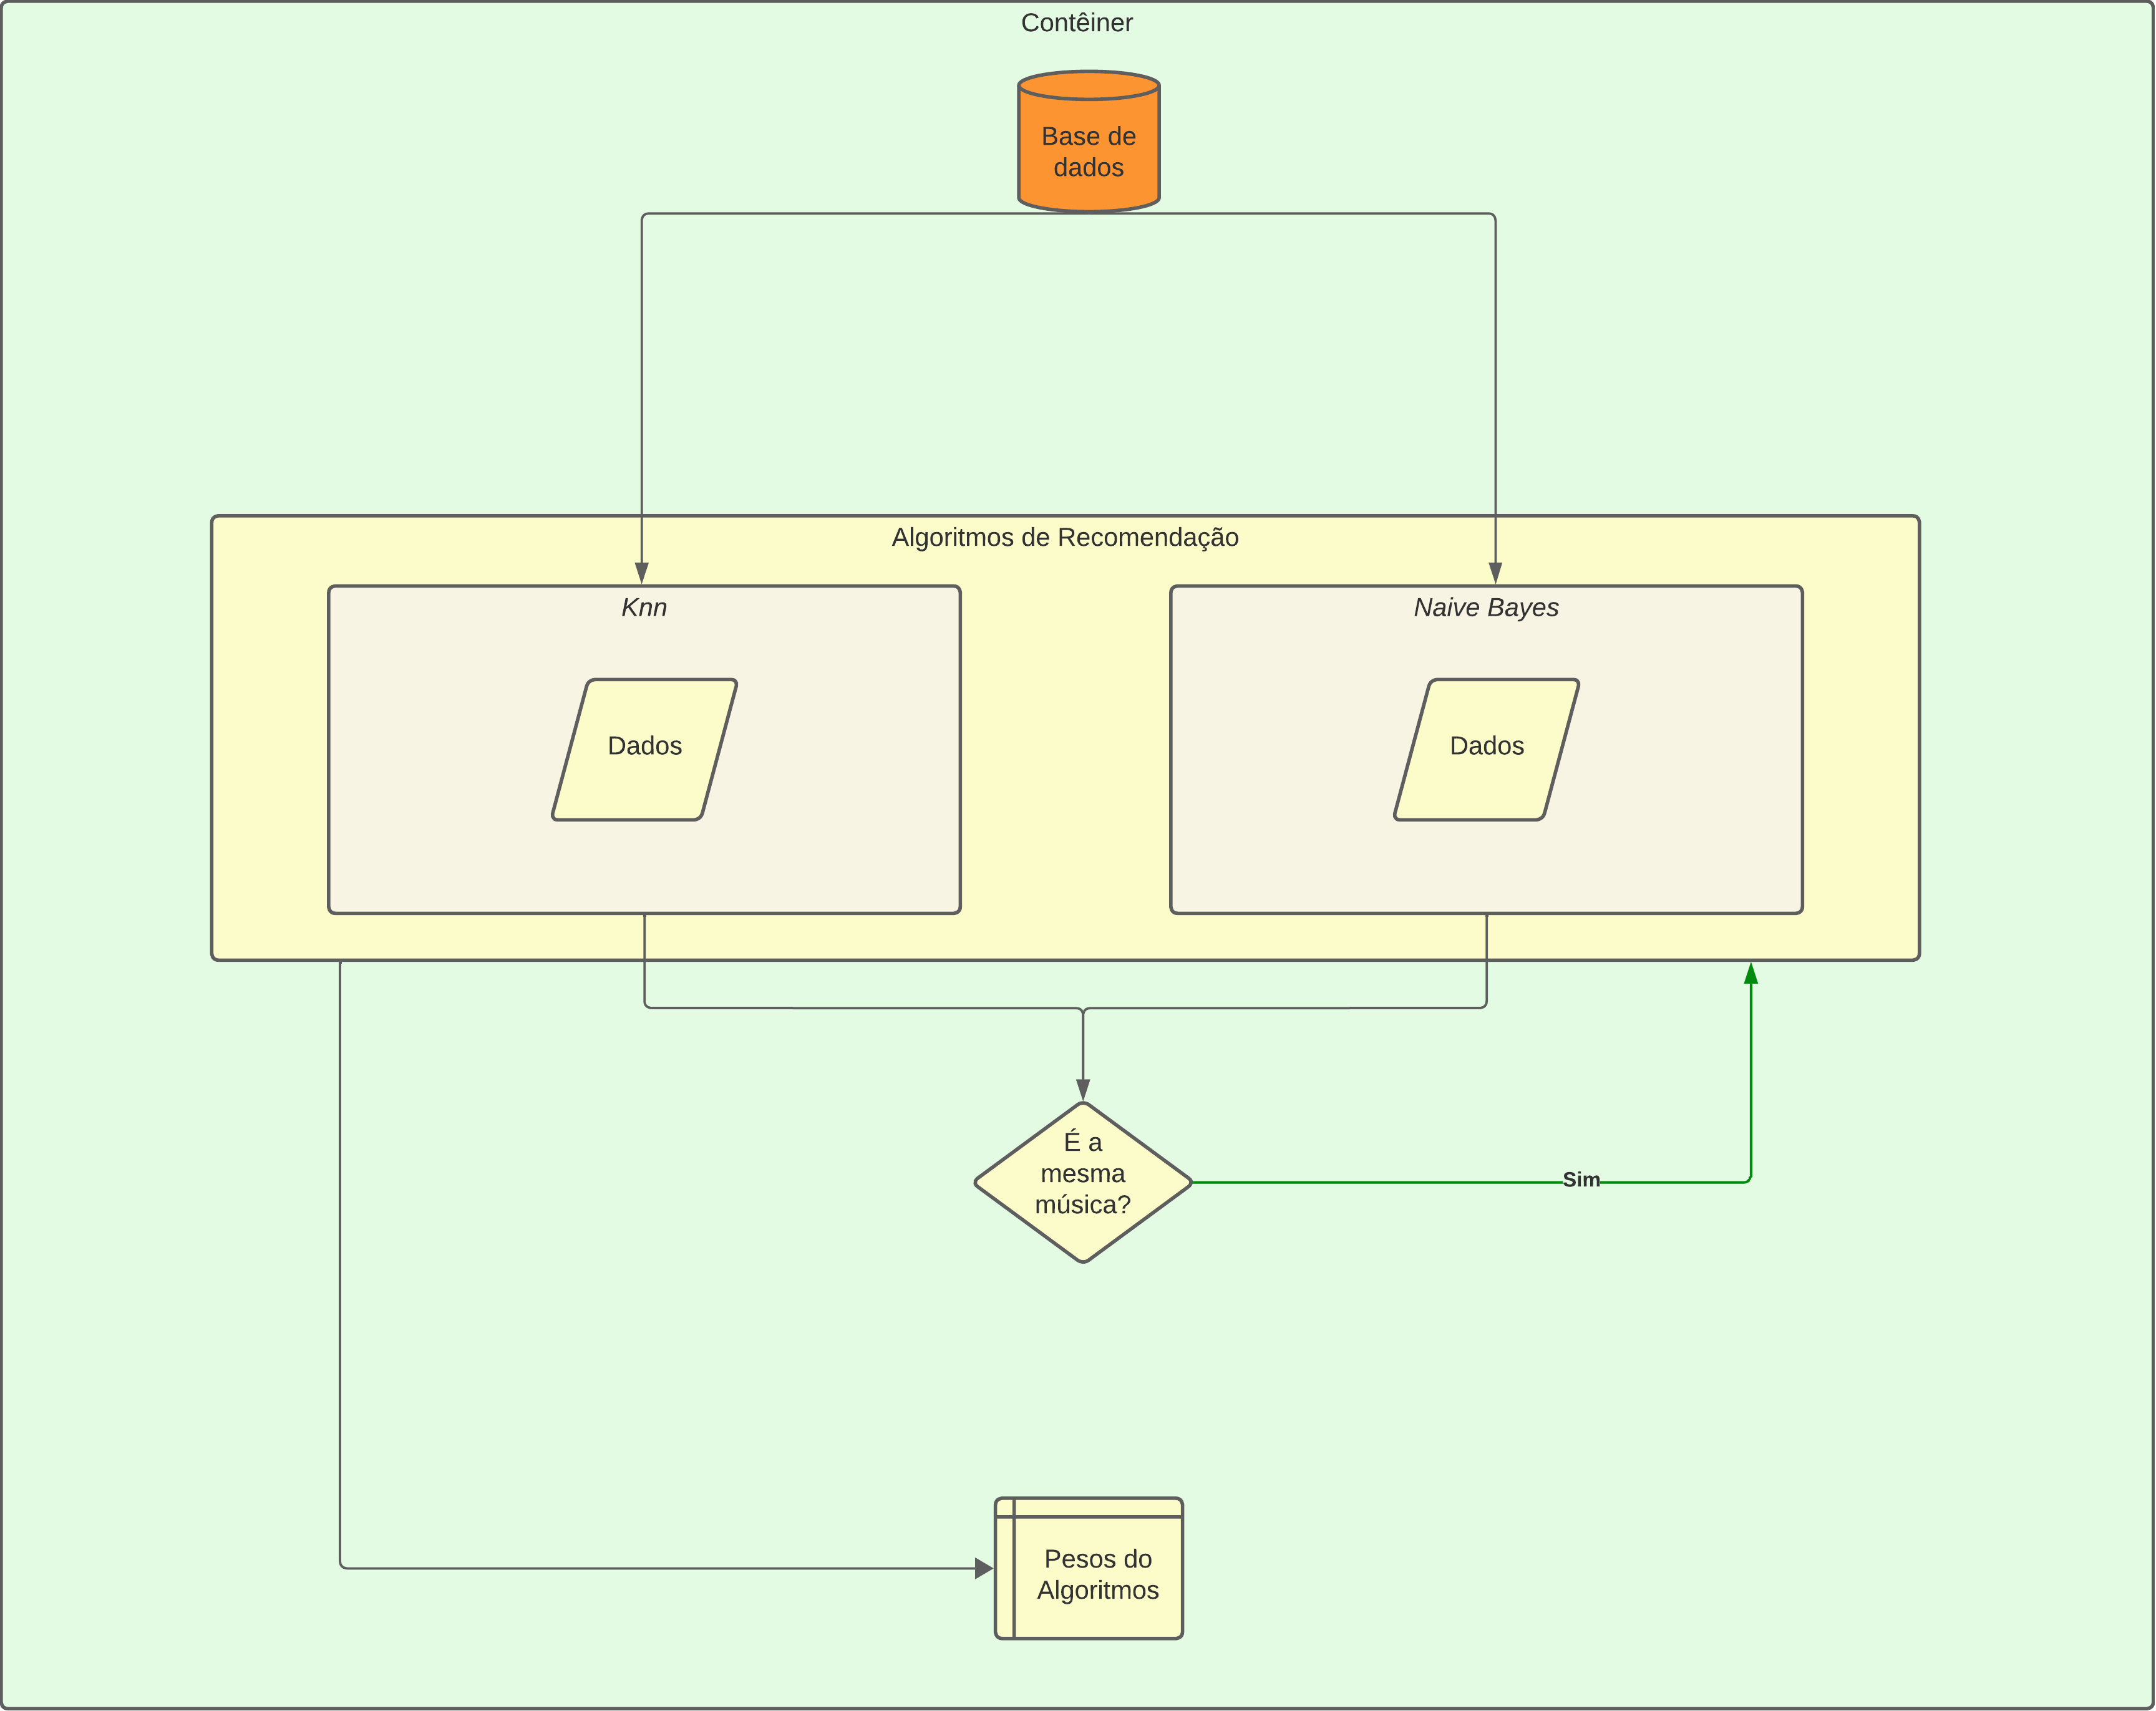 Contêiner
Base de
dados
Algoritmos de Recomendação
Knn
Naive Bayes
Dados
Dados
É a
mesma
música?
Sim
Pesos do
Algoritmos